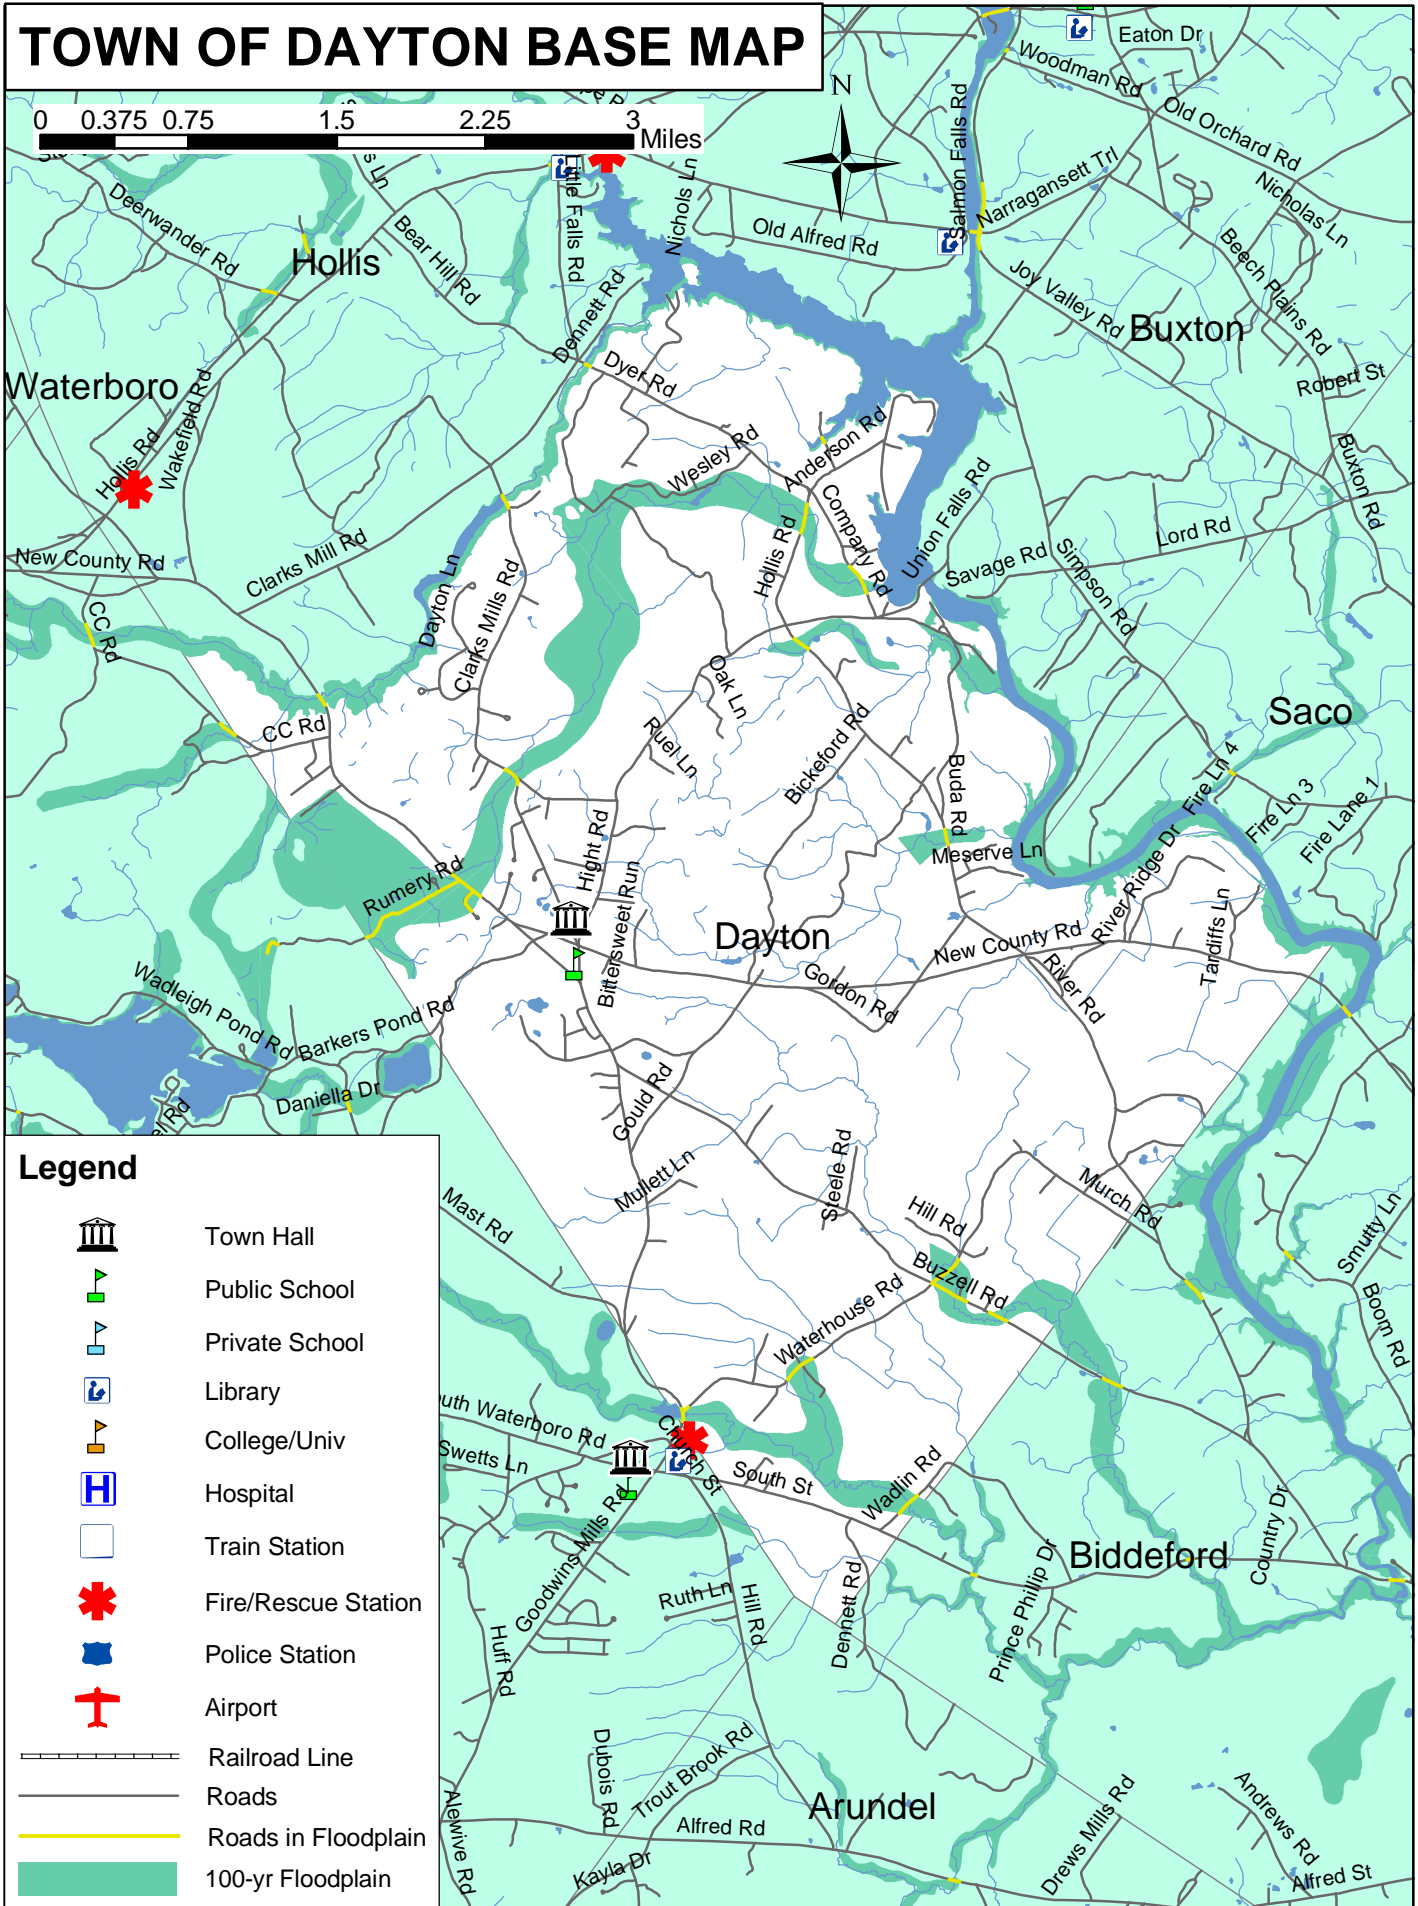 TOWN OF DAYTON BASE MAP
0 0.375 0.75 1.5 2.25 3 Miles
N
Eaton Dr
Woodman Rd
Old Orchard Rd
Salmon Falls Rd
Narragansett Trl
Nicholas Ln
s Ln
Little Falls Rd
Nichols Ln
Old Alfred Rd
Deerwander Rd
Bear Hill Rd
Hollis
Beech Plains Rd
Joy Valley Rd
Buxton
Dennett Rd
Dyer Rd
Waterboro
Wakefield Rd
Robert St
Hollis Rd
Wesley Rd
Anderson Rd
Buxton Rd
Company Rd
Union Falls Rd
Hollis Rd
Lord Rd
New County Rd
Clarks Mill Rd
Savage Rd
Simpson Rd
Dayton Ln
Clarks Mills Rd
CC Rd
Oak Ln
Saco
CC Rd
Ruel Ln
Bickeford Rd
Buda Rd
Fire Ln 4
Fire Ln 3
Fire Lane 1
Hight Rd
Meserve Ln
River Ridge Dr
Rumery Rd
Bittersweet Run
Dayton
New County Rd
Tardiffs Ln
Gordon Rd
River Rd
Wadleigh Pond Rd
Barkers Pond Rd
Daniella Dr
el Rd
Gould Rd
Mullett Ln
Steele Rd
Murch Rd
Hill Rd
Smutty Ln
Mast Rd
Buzzell Rd
Boom Rd
Waterhouse Rd
uth Waterboro Rd
Church St
Swetts Ln
South St
Wadlin Rd
Goodwins Mills Rd
Biddeford
Country Dr
Prince Phillip Dr
Dennett Rd
Ruth Ln
Hill Rd
Huff Rd
Dubois Rd
Trout Brook Rd
Arundel
Alfred Rd
Alewive Rd
Kayla Dr
Drews Mills Rd
Andrews Rd
Alfred St
Legend
Town Hall
Public School
Private School
Library
College/Univ
H Hospital
Train Station
Fire/Rescue Station
Police Station
Airport
Railroad Line
Roads
Roads in Floodplain
100-yr Floodplain